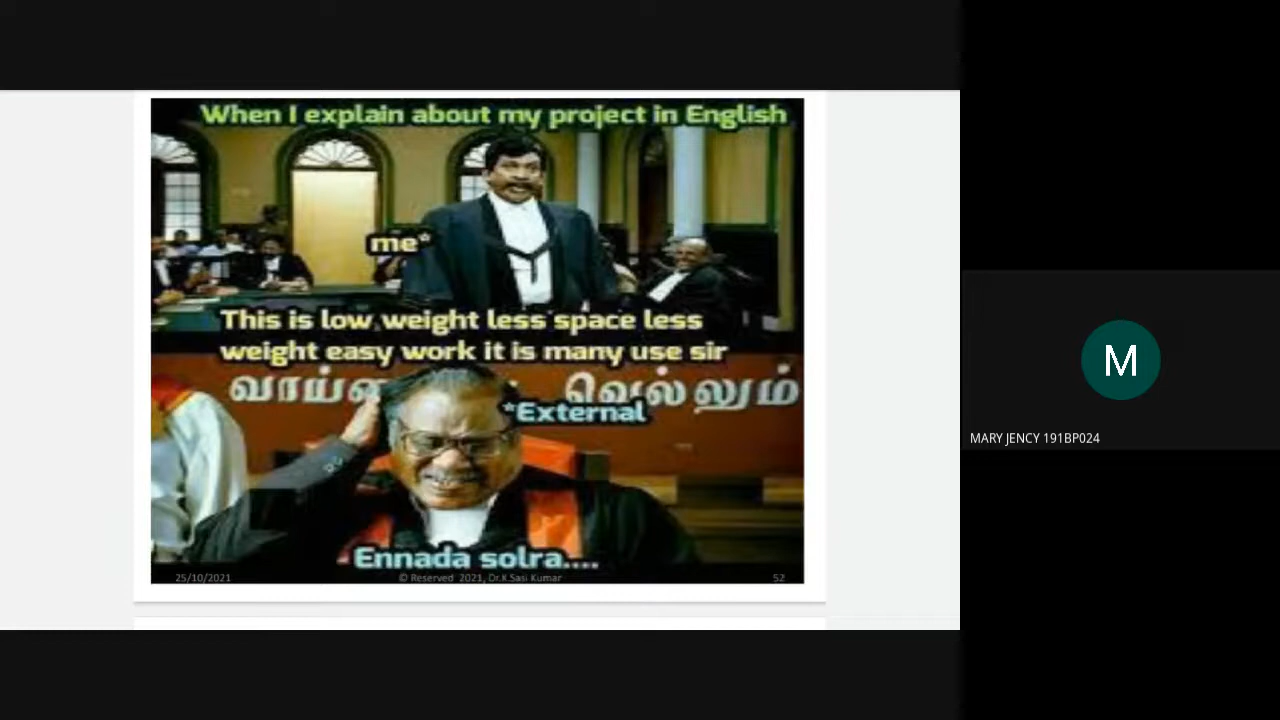 When I explain about my project in English
me*
This is low weight less space less
weight easy work it is many use sir
வெல்லும்
*External
Ennada solra....
25/10/2021
© Reserved 2021, Dr.K.Sasi Kumar
52
M
MARY JENCY 191BP024